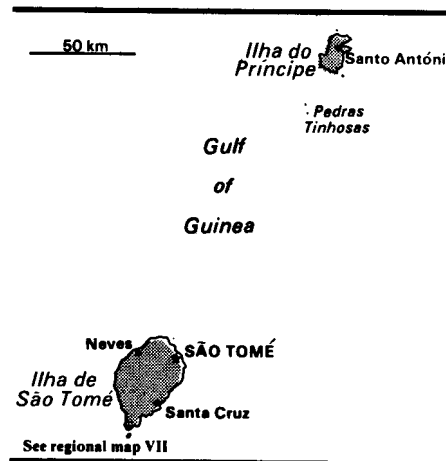 50 km
Ilha do
Príncipe
Santo Antóni
Pedras
Tinhosas
Gulf
of
Guinea
Neves
SÃO TOMÉ
Ilha de
São Tomé
Santa Cruz
See regional map VII